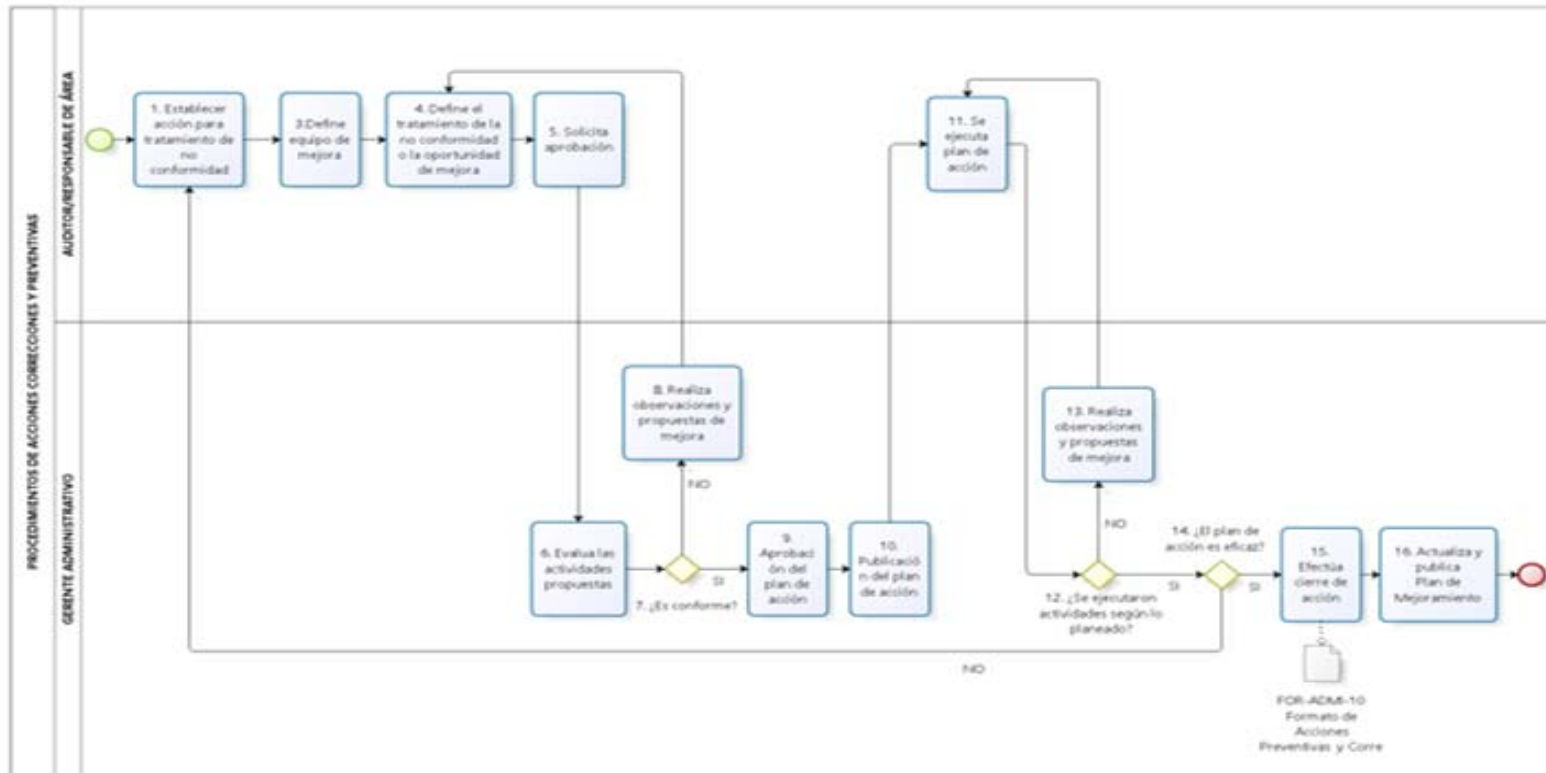 PROCEDIMIENTOS DE ACCIONES CORRECCIONES Y PREVENTIVAS
AUDITOR/RESPONSABLE DE ÁREA
1. Establecer
acción para
tratamiento de
no
conformidad
3.Define
equipo de
mejora
4. Define el
tratamiento de la
no conformidad
o la oportunidad
de mejora
5. Solicita
aprobación
11. Se
ejecuta
plan de
acción
GERENTE ADMINISTRATIVO
8. Realiza
observaciones y
propuestas de
mejora
NO
6. Evalua las
actividades
propuestas
7. ¿Es conforme?
SI
9.
Aprobaci
ón del
plan de
acción
10.
Publicació
n del plan
de acción
13. Realiza
observaciones
y propuestas
de mejora
NO
12. ¿Se ejecutaron
actividades según lo
planeado?
SI
14. ¿El plan de
acción es eficaz?
SI
NO
15.
Efectúa
cierre de
acción
16. Actualiza y
publica
Plan de
Mejoramiento
FOR-ADMI-10
Formato de
Acciones
Preventivas y Corre